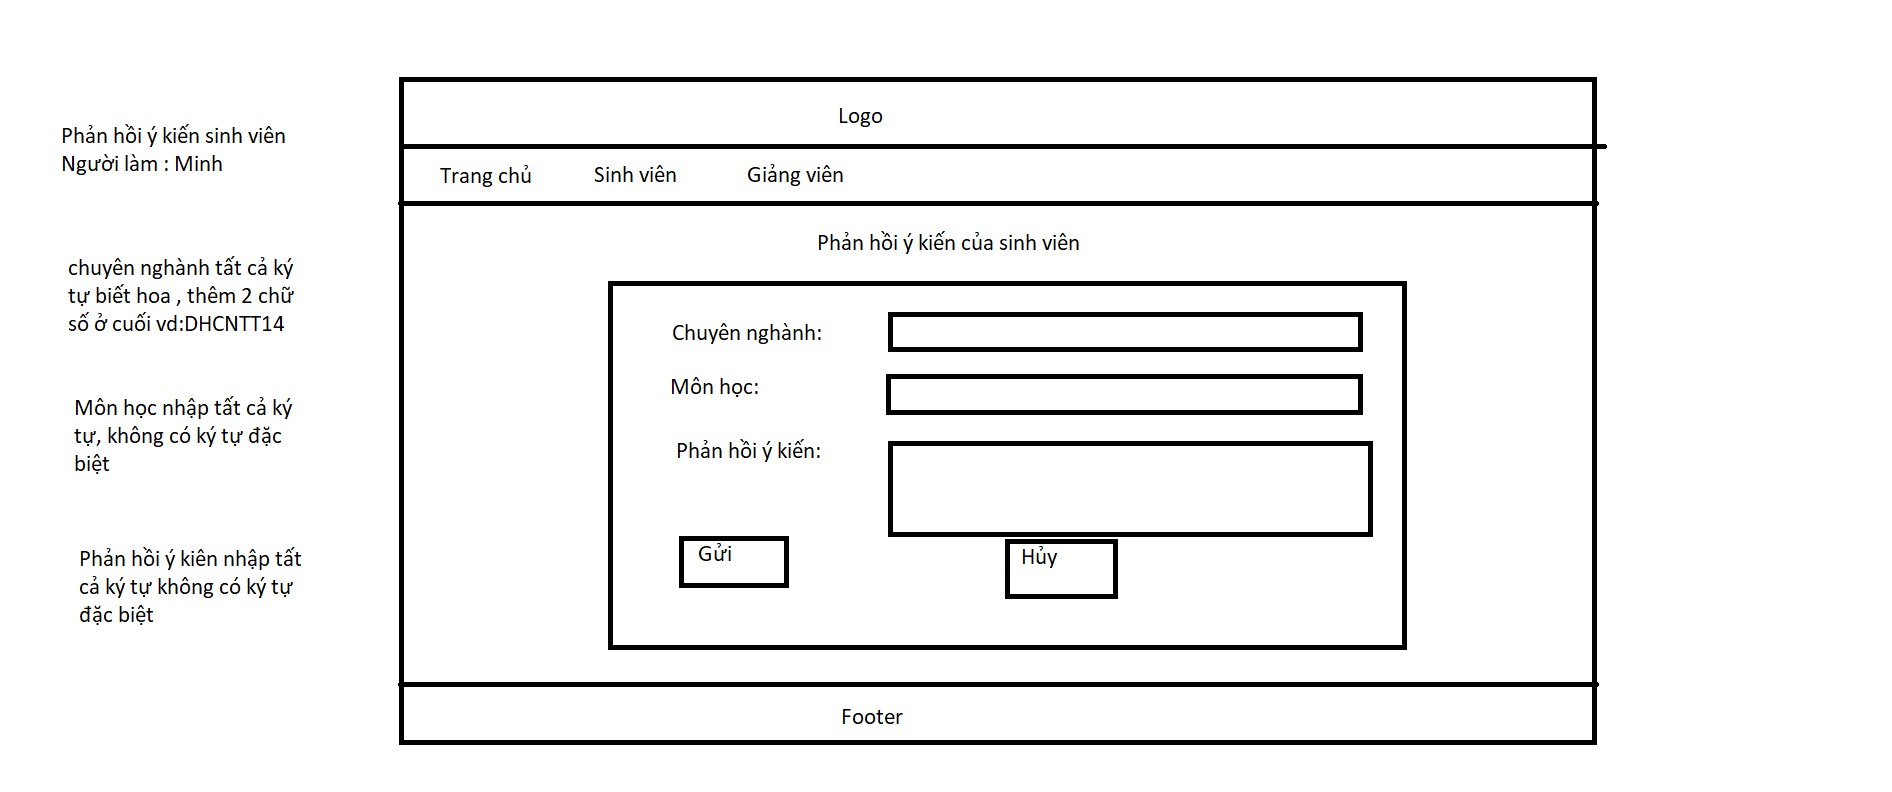 Phản hồi ý kiến sinh viên
Người làm : Minh
chuyên nghành tất cả ký
tự biết hoa , thêm 2 chữ
số ở cuối vd:DHCNTT14
Môn học nhập tất cả ký
tự, không có ký tự đặc
biệt
Phản hồi ý kiên nhập tất
cả ký tự không có ký tự
đặc biệt
Logo
Trang chủ Sinh viên Giảng viên
Phản hồi ý kiến của sinh viên
Chuyên nghành:
Môn học:
Phản hồi ý kiến:
Gửi Hủy
Footer